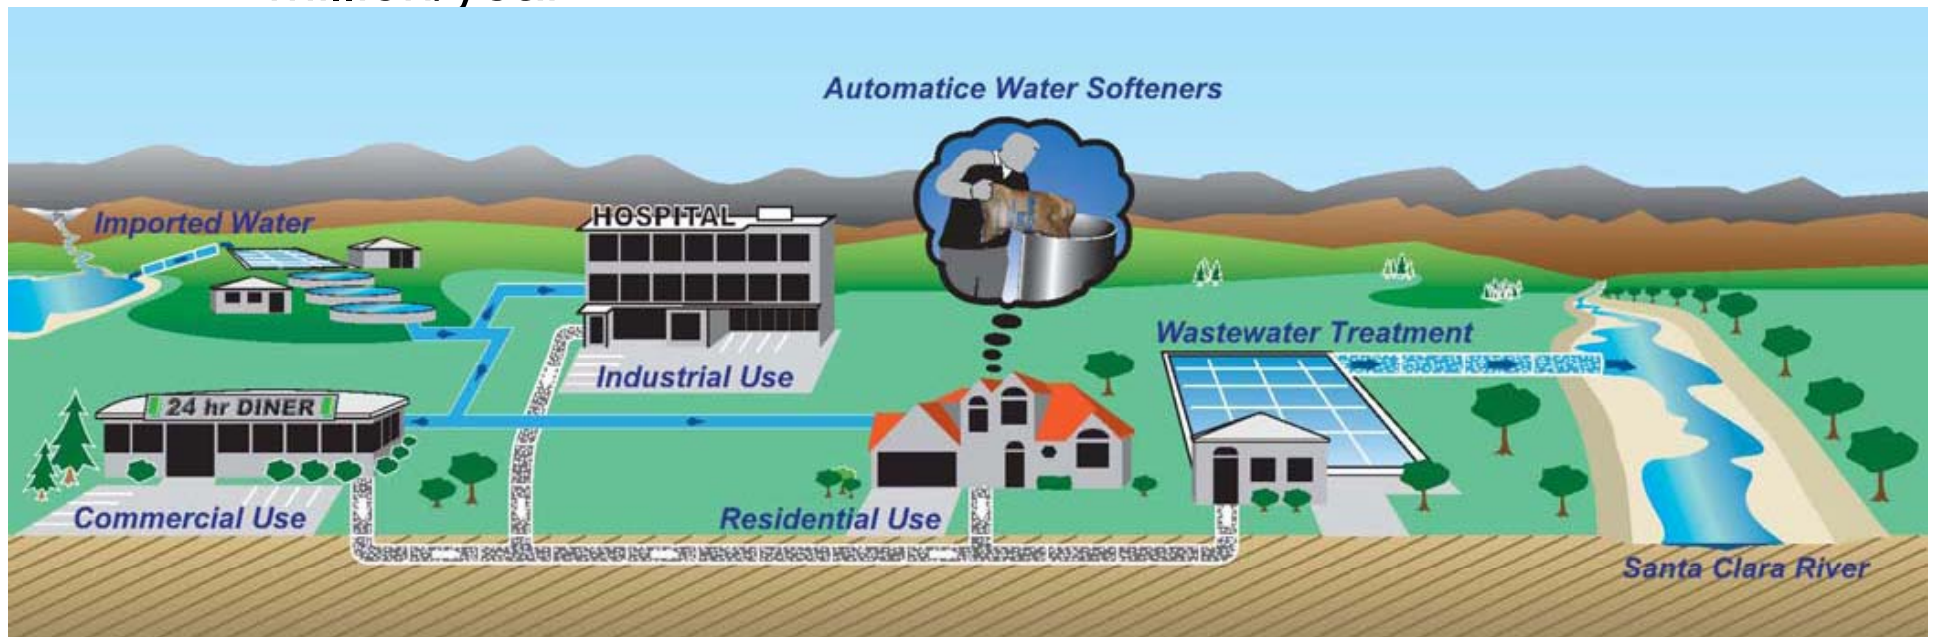 Automatice Water Softeners
Imported Water
HOSPITAL
Wastewater Treatment
Industrial Use
24 hr DINER
Commercial Use
Residential Use
Santa Clara River